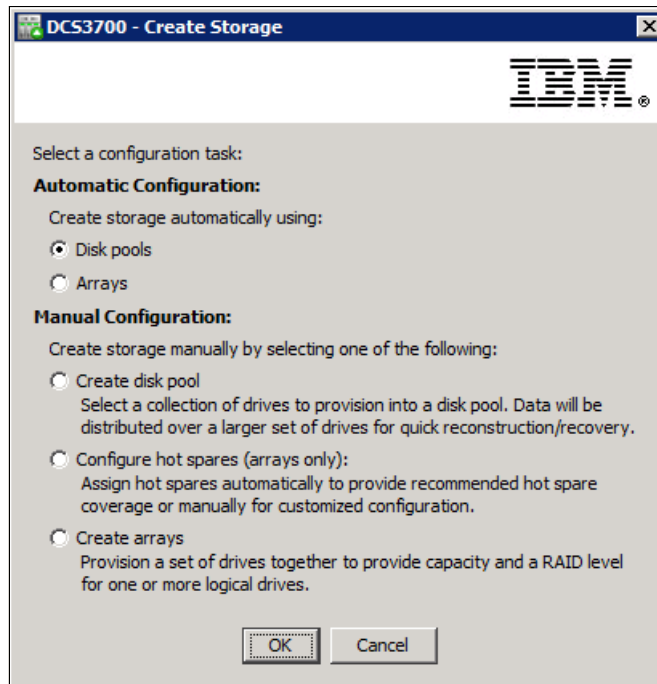 DCS3700 - Create Storage
IBM®
Select a configuration task:
Automatic Configuration:
Create storage automatically using:
Disk pools
Arrays
Manual Configuration:
Create storage manually by selecting one of the following:
Create disk pool
Select a collection of drives to provision into a disk pool. Data will be
distributed over a larger set of drives for quick reconstruction/recovery.
Configure hot spares (arrays only):
Assign hot spares automatically to provide recommended hot spare
coverage or manually for customized configuration.
Create arrays
Provision a set of drives together to provide capacity and a RAID level
for one or more logical drives.
OK Cancel